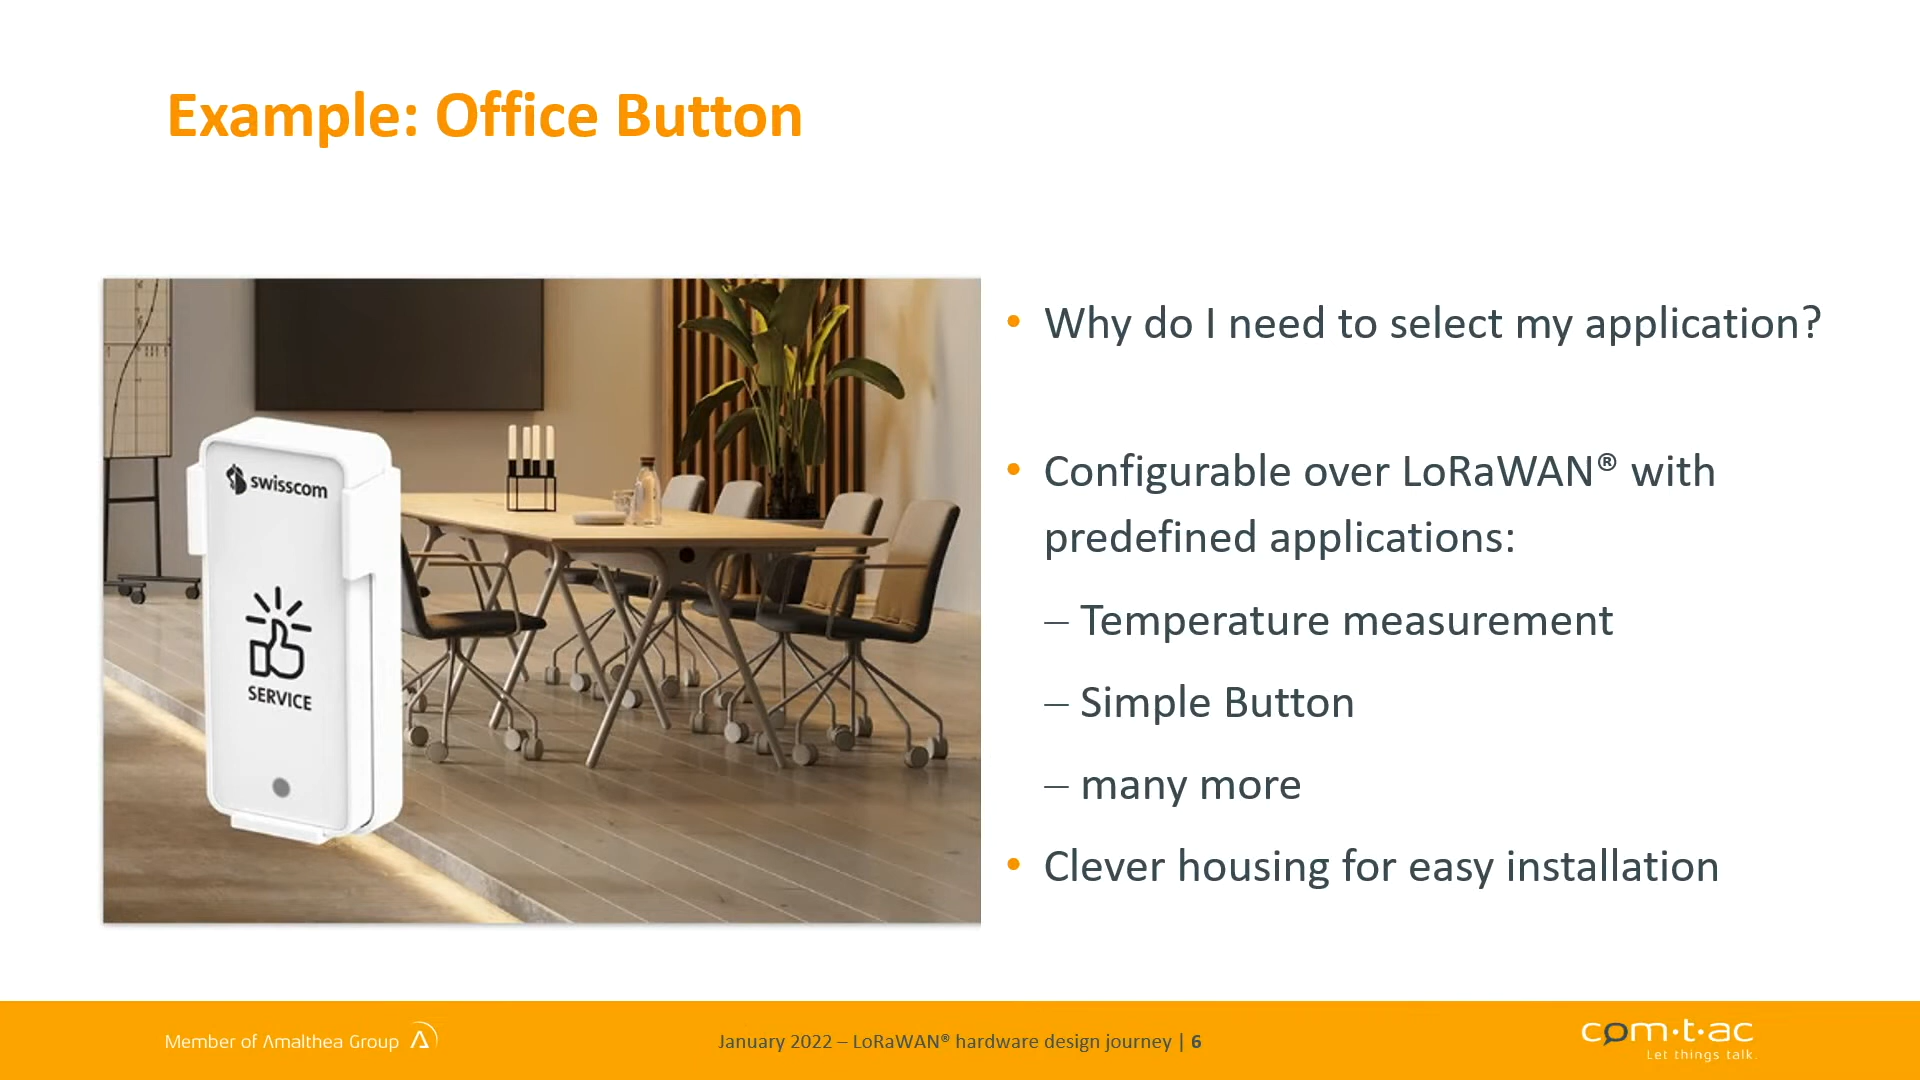 Example: Office Button
swisscom
SERVICE
• Why do I need to select my application?
• Configurable over LoRaWAN® with
predefined applications:
– Temperature measurement
– Simple Button
– many more
• Clever housing for easy installation
Member of Amalthea Group
January 2022 – LoRaWAN® hardware design journey | 6
com·t·ac
Let things talk.